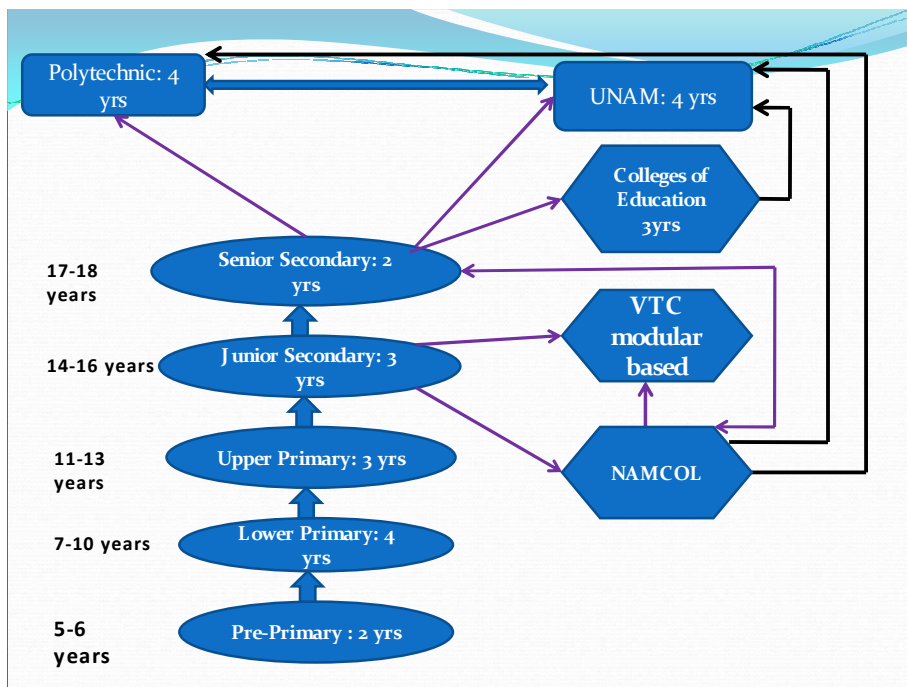 Polytechnic: 4
yrs
UNAM: 4 yrs
Colleges of
Education
3yrs
17-18
years
Senior Secondary: 2
yrs
VTC
modular
based
14-16 years
Junior Secondary: 3
yrs
11-13
years
Upper Primary: 3 yrs
NAMCOL
7-10 years
Lower Primary: 4
yrs
5-6
years
Pre-Primary : 2 yrs